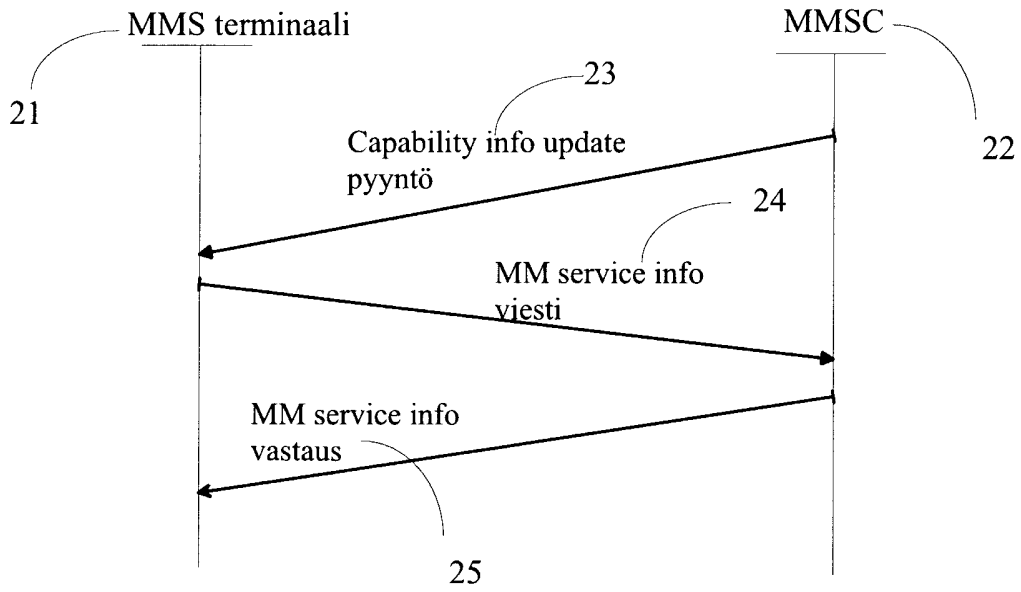 MMS terminaali
MMSC
21
22
23
Capability info update
pyyntö
24
MM service info
viesti
MM service info
vastaus
25